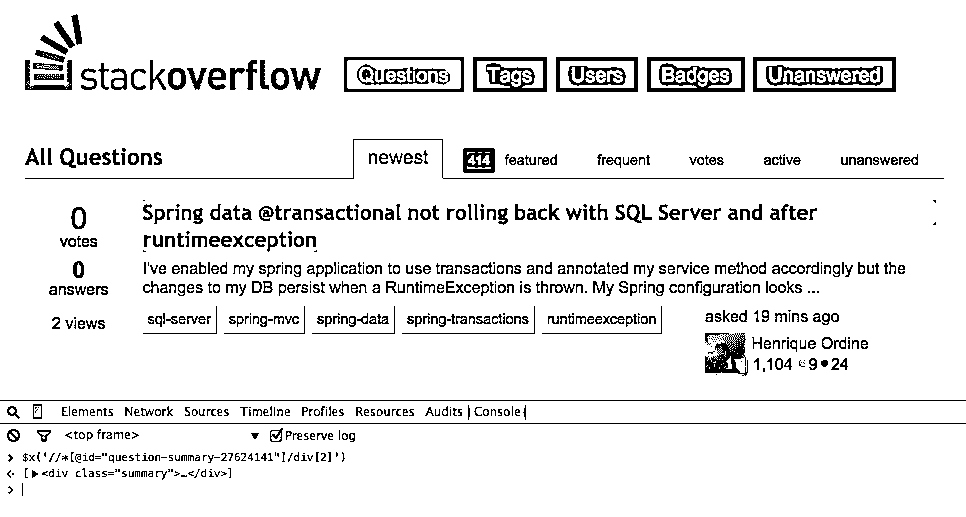 stackoverflow Questions Tags Users Badges Unanswered
All Questions newest 414 featured frequent votes active unanswered
0
votes
Spring data @transactional not rolling back with SQL Server and after
runtimeexception
0
answers
I've enabled my spring application to use transactions and annotated my service method accordingly but the
changes to my DB persist when a RuntimeException is thrown. My Spring configuration looks ...
2 views
sql-server spring-mvc spring-data spring-transactions runtimeexception
asked 19 mins ago
Henrique Ordine
1,104 9 24
Elements Network Sources Timeline Profiles Resources Audits Console
<top frame> ▼ Preserve log
> $x('//*[@id="question-summary-27624141"]/div[2]')
<· [▶<div class="summary">…</div>]
>